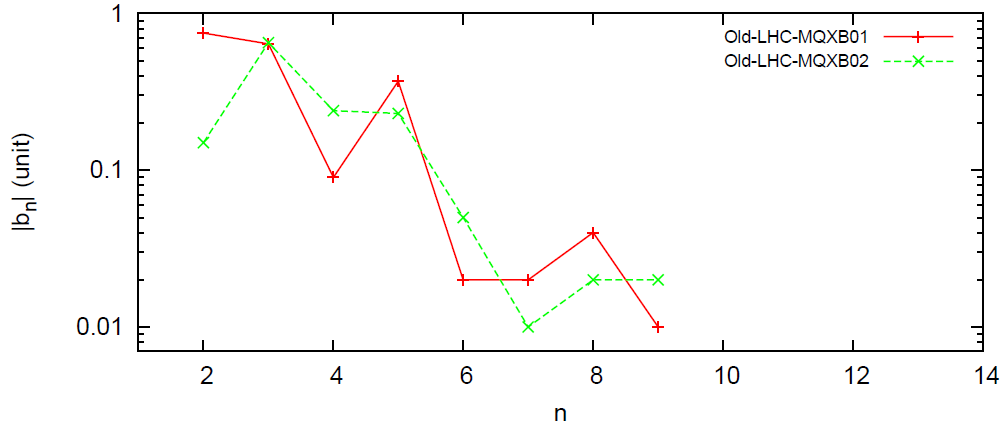 1
Old-LHC-MQXB01
Old-LHC-MQXB02
0.1
|bn| (unit)
0.01
2 4 6 8 10 12 14
n